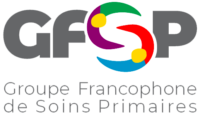 GFSP
Groupe Francophone
de Soins Primaires